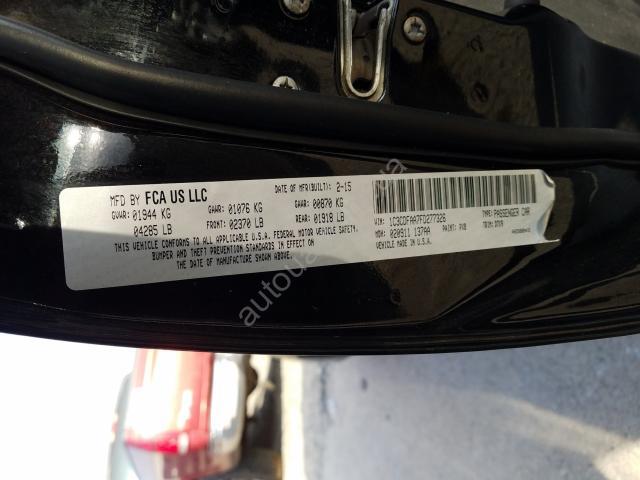 MFD BY FCA US LLC DATE OF MFR(BUILT): 2-15
GVWR: 01944 KG GAWR: 01076 KG GAWR: 00870 KG
04285 LB FRONT: 02370 LB REAR: 01918 LB
THIS VEHICLE CONFORMS TO ALL APPLICABLE U.S.A. FEDERAL MOTOR VEHICLE SAFETY,
BUMPER AND THEFT PREVENTION STANDARDS IN EFFECT ON
THE DATE OF MANUFACTURE SHOWN ABOVE.
VIN: 1C3CDFAA7FD277326 TYPE: PASSENGER CAR
MDH: 020911 137AA PAINT: PXB TRIM:
MADE IN U.S.A.
autoua